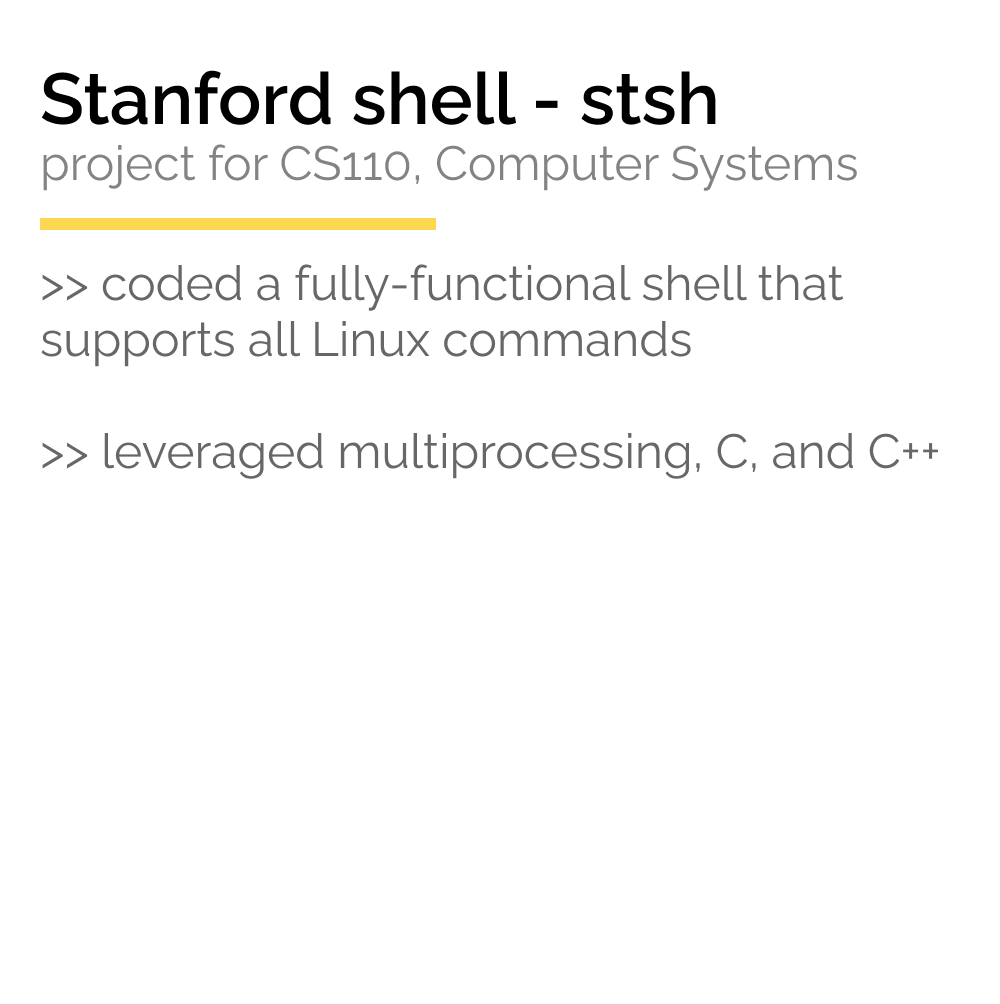 Stanford shell - stsh
project for CS110, Computer Systems
>> coded a fully-functional shell that
supports all Linux commands
>> leveraged multiprocessing, C, and C++